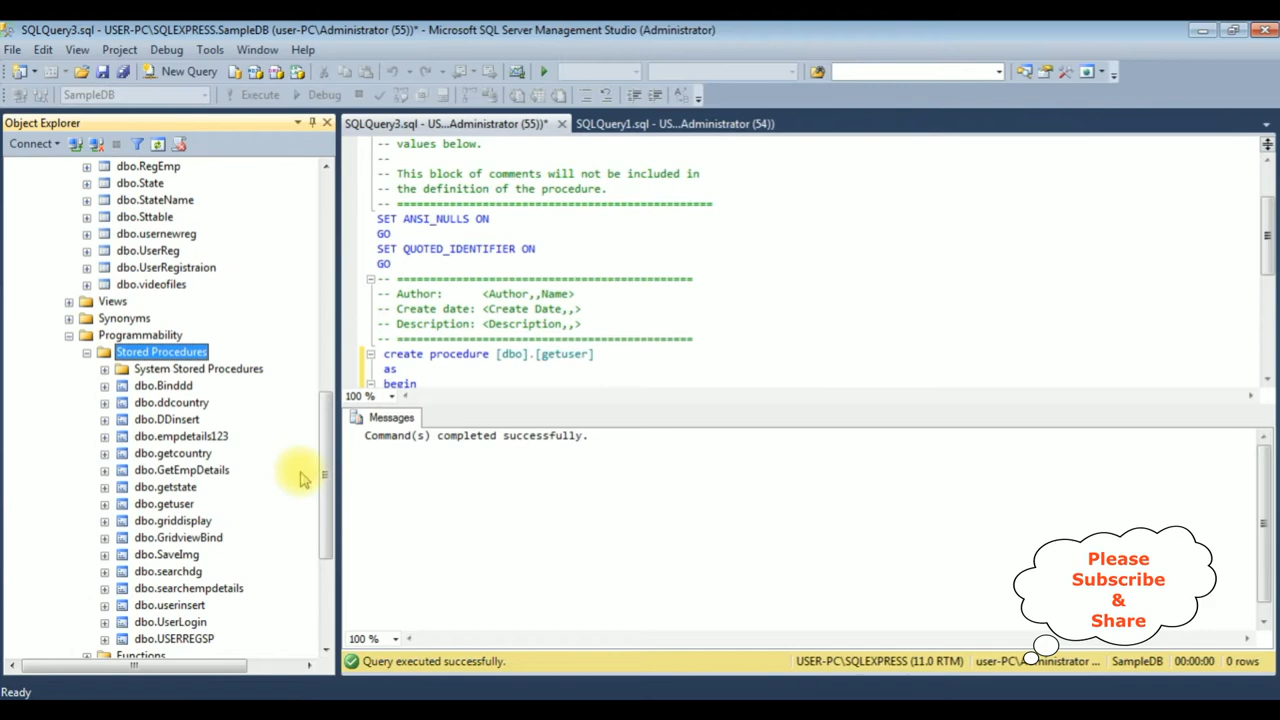 SQLQuery3.sql - USER-PC\SQLEXPRESS.SampleDB (user-PC\Administrator (55))* - Microsoft SQL Server Management Studio (Administrator)
File Edit View Project Debug Tools Window Help
New Query
SampleDB Execute Debug
Object Explorer
Connect
dbo.RegEmp
dbo.State
dbo.StateName
dbo.Sttable
dbo.usernewreg
dbo.UserReg
dbo.UserRegistraion
dbo.videofiles
Views
Synonyms
Programmability
Stored Procedures
System Stored Procedures
dbo.Binddd
dbo.ddcountry
dbo.DDinsert
dbo.empdetails123
dbo.getcountry
dbo.GetEmpDetails
dbo.getstate
dbo.getuser
dbo.griddisplay
dbo.GridviewBind
dbo.SaveImg
dbo.searchdg
dbo.searchempdetails
dbo.userinsert
dbo.UserLogin
dbo.USERREGSP
Functions
SQLQuery3.sql - US...Administrator (55))* SQLQuery1.sql - US...Administrator (54))
-- values below.
--
-- This block of comments will not be included in
-- the definition of the procedure.
-- ================================================
SET ANSI_NULLS ON
GO
SET QUOTED_IDENTIFIER ON
GO
-- =============================================
-- Author: <Author,,Name>
-- Create date: <Create Date,,>
-- Description: <Description,,>
-- =============================================
create procedure [dbo].[getuser]
as
begin
100 %
Messages
Command(s) completed successfully.
Please
Subscribe
&
Share
100 %
Query executed successfully. USER-PC\SQLEXPRESS (11.0 RTM) user-PC\Administrator ... SampleDB 00:00:00 0 rows
Ready